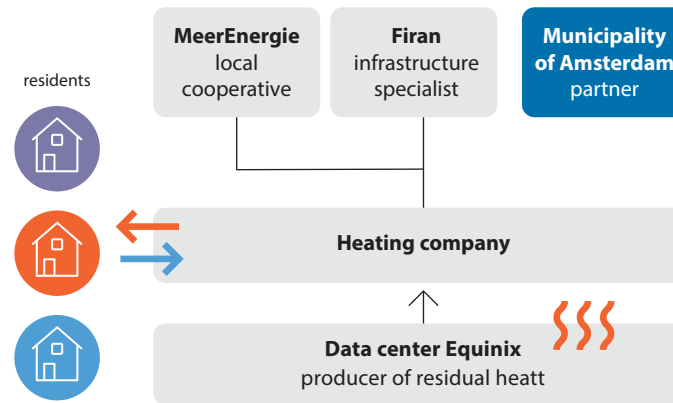 MeerEnergie
local
cooperative
Firan
infrastructure
specialist
Municipality
of Amsterdam
partner
residents
Heating company
Data center Equinix
producer of residual heatt